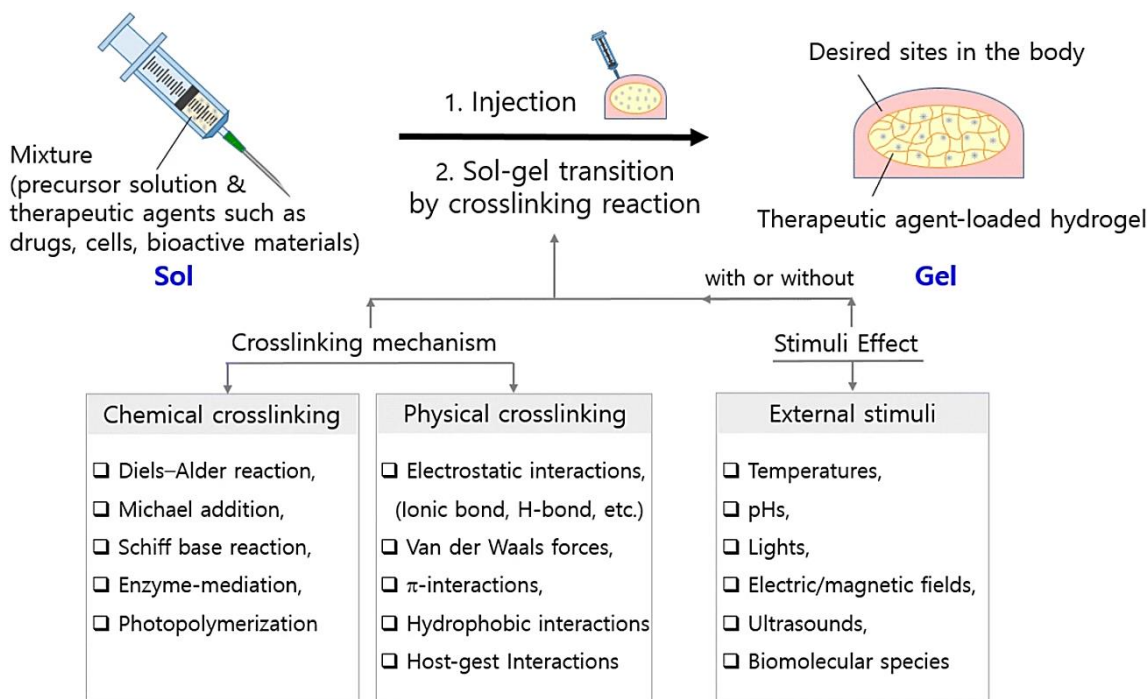 Mixture
(precursor solution &
therapeutic agents such as
drugs, cells, bioactive materials)
Sol
1. Injection
2. Sol-gel transition
by crosslinking reaction
Desired sites in the body
Therapeutic agent-loaded hydrogel
Gel
with or without
Crosslinking mechanism
Stimuli Effect
Chemical crosslinking
❑ Diels–Alder reaction,
❑ Michael addition,
❑ Schiff base reaction,
❑ Enzyme-mediation,
❑ Photopolymerization
Physical crosslinking
❑ Electrostatic interactions,
(Ionic bond, H-bond, etc.)
❑ Van der Waals forces,
❑ π-interactions,
❑ Hydrophobic interactions
❑ Host-gest Interactions
External stimuli
❑ Temperatures,
❑ pHs,
❑ Lights,
❑ Electric/magnetic fields,
❑ Ultrasounds,
❑ Biomolecular species